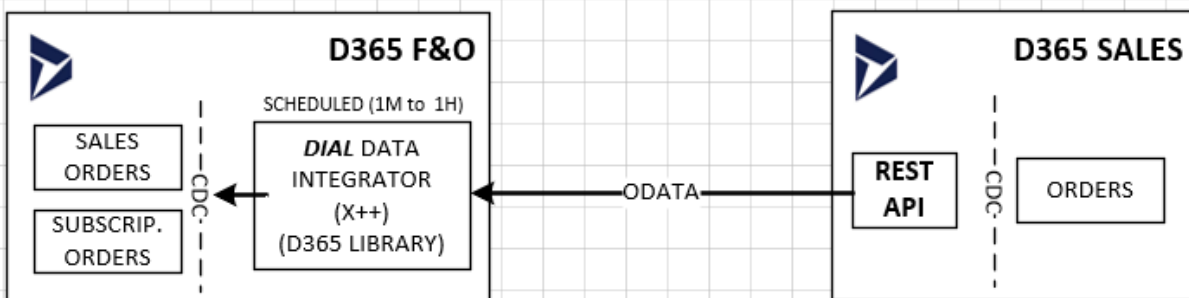 D365 F&O
SCHEDULED (1M to 1H)
SALES
ORDERS
SUBSCRIP.
ORDERS
CDC
DIAL DATA
INTEGRATOR
(X++)
(D365 LIBRARY)
ODATA
D365 SALES
REST
API
CDC
ORDERS